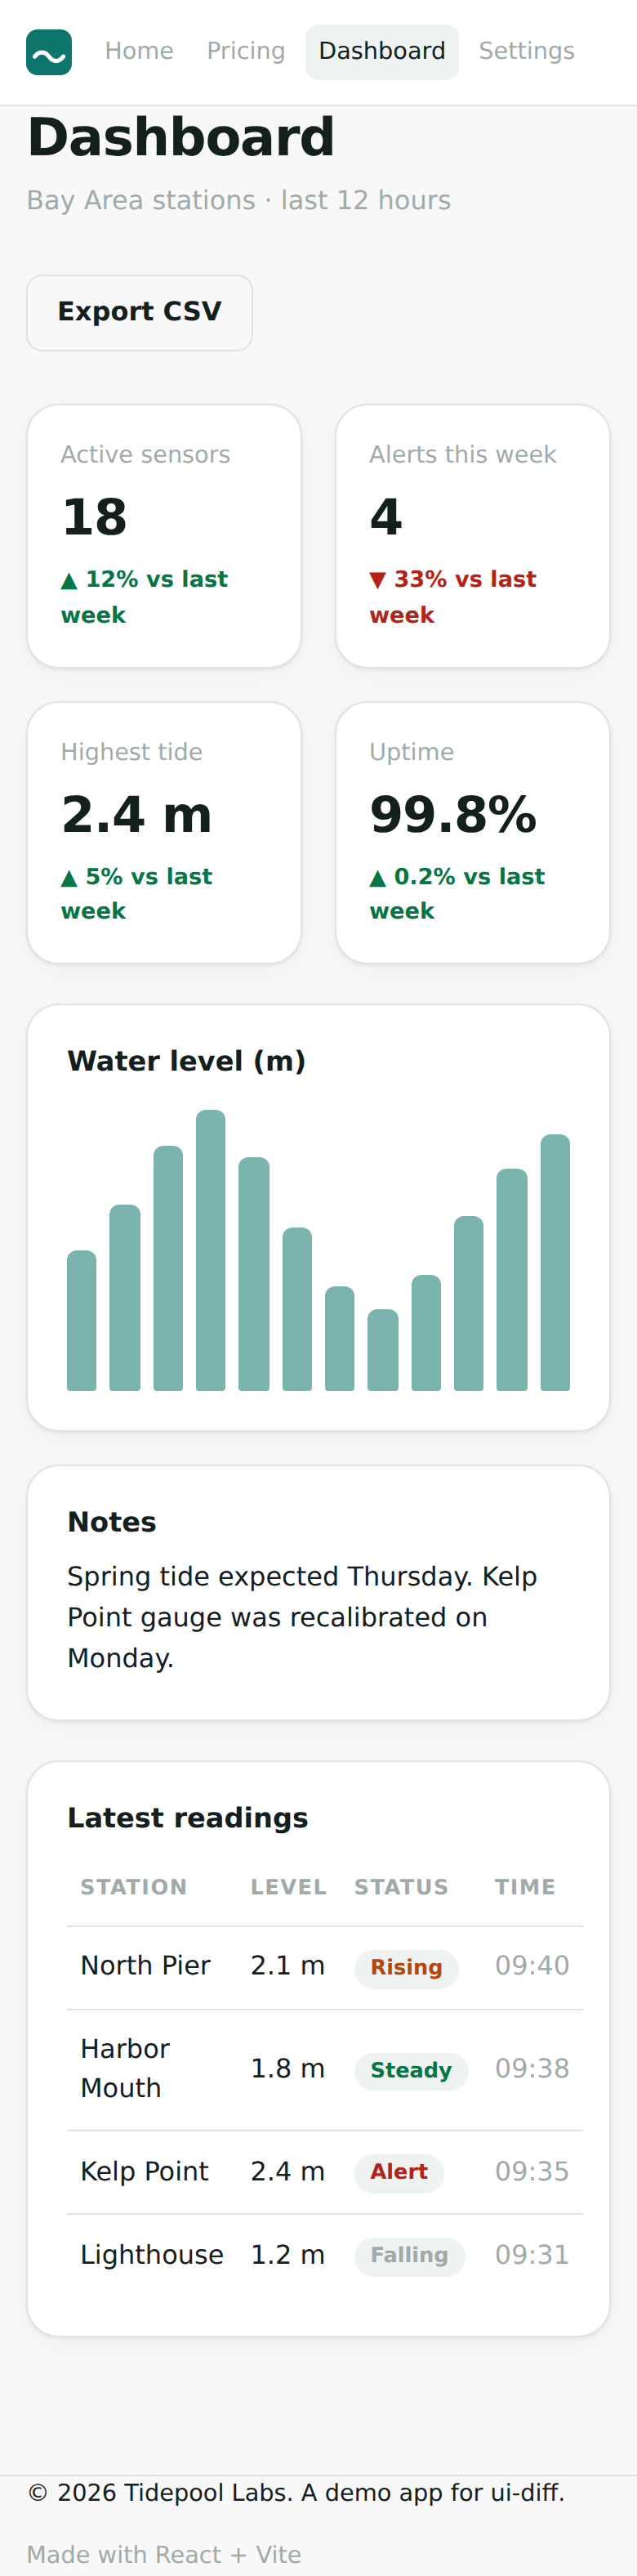 Home Pricing Dashboard Settings
Dashboard
Bay Area stations · last 12 hours
Export CSV
Active sensors
18
▲ 12% vs last
week
Alerts this week
4
▼ 33% vs last
week
Highest tide
2.4 m
▲ 5% vs last
week
Uptime
99.8%
▲ 0.2% vs last
week
Water level (m)
Notes
Spring tide expected Thursday. Kelp
Point gauge was recalibrated on
Monday.
Latest readings
STATION LEVEL STATUS TIME
North Pier 2.1 m Rising 09:40
Harbor
Mouth 1.8 m Steady 09:38
Kelp Point 2.4 m Alert 09:35
Lighthouse 1.2 m Falling 09:31
© 2026 Tidepool Labs. A demo app for ui-diff.
Made with React + Vite